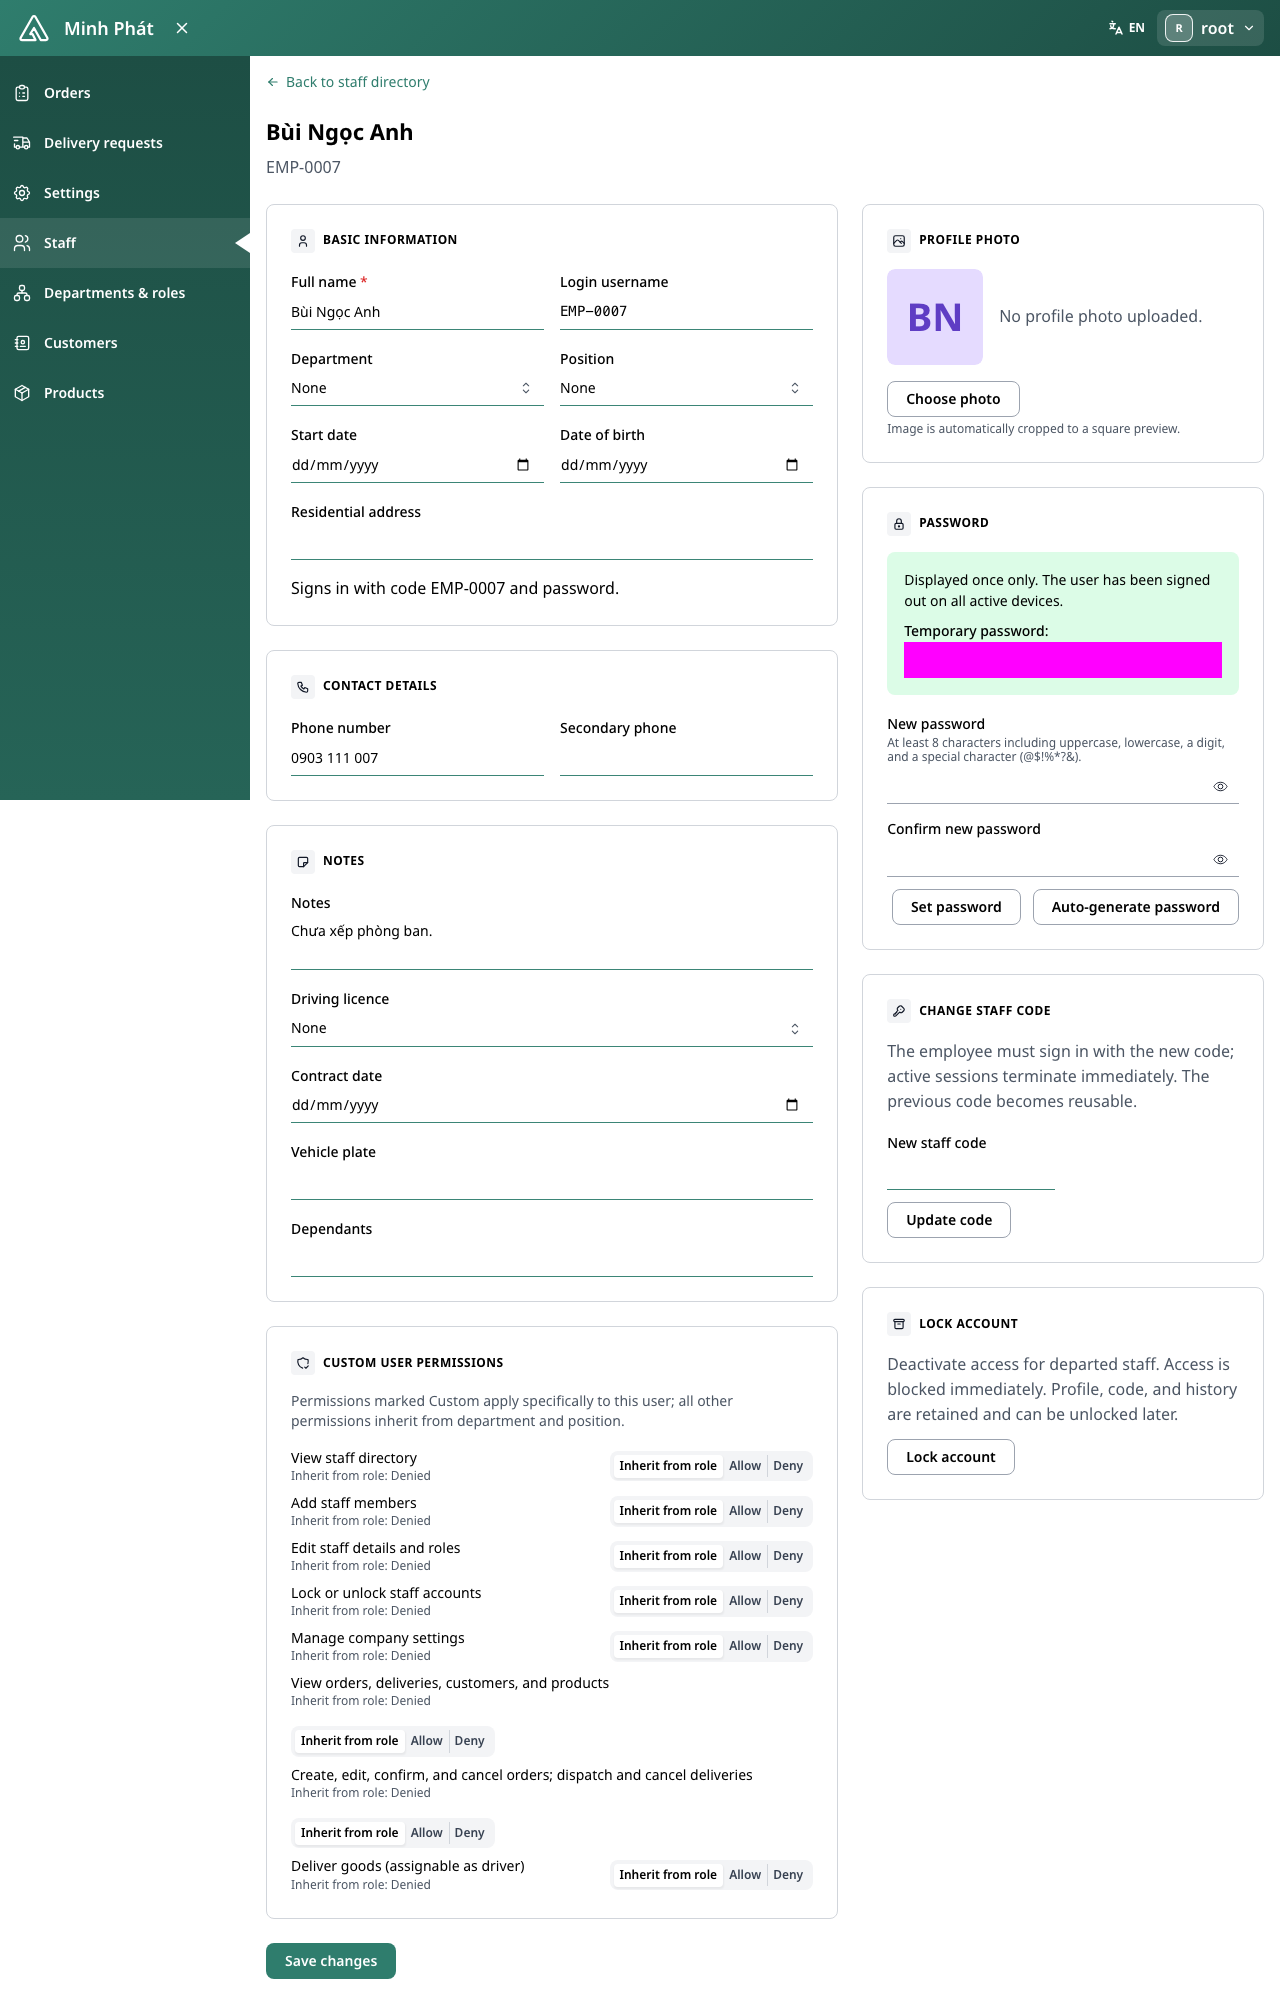 Minh Phát
EN
R
root
Orders
Delivery requests
Settings
Staff
Departments & roles
Customers
Products
Back to staff directory
Bùi Ngọc Anh
EMP-0007
BASIC INFORMATION
Full name *
Login username
Bùi Ngọc Anh
EMP-0007
Department
Position
None
None
Start date
Date of birth
dd/mm/yyyy
dd/mm/yyyy
Residential address
Signs in with code EMP-0007 and password.
CONTACT DETAILS
Phone number
Secondary phone
0903 111 007
NOTES
Notes
Chưa xếp phòng ban.
Driving licence
None
Contract date
dd/mm/yyyy
Vehicle plate
Dependants
CUSTOM USER PERMISSIONS
Permissions marked Custom apply specifically to this user; all other
permissions inherit from department and position.
View staff directory
Inherit from role: Denied
Inherit from role Allow Deny
Add staff members
Inherit from role: Denied
Inherit from role Allow Deny
Edit staff details and roles
Inherit from role: Denied
Inherit from role Allow Deny
Lock or unlock staff accounts
Inherit from role: Denied
Inherit from role Allow Deny
Manage company settings
Inherit from role: Denied
Inherit from role Allow Deny
View orders, deliveries, customers, and products
Inherit from role: Denied
Inherit from role Allow Deny
Create, edit, confirm, and cancel orders; dispatch and cancel deliveries
Inherit from role: Denied
Inherit from role Allow Deny
Deliver goods (assignable as driver)
Inherit from role: Denied
Inherit from role Allow Deny
Save changes
PROFILE PHOTO
BN
No profile photo uploaded.
Choose photo
Image is automatically cropped to a square preview.
PASSWORD
Displayed once only. The user has been signed
out on all active devices.
Temporary password:
New password
At least 8 characters including uppercase, lowercase, a digit,
and a special character (@$!%*?&).
Confirm new password
Set password
Auto-generate password
CHANGE STAFF CODE
The employee must sign in with the new code;
active sessions terminate immediately. The
previous code becomes reusable.
New staff code
Update code
LOCK ACCOUNT
Deactivate access for departed staff. Access is
blocked immediately. Profile, code, and history
are retained and can be unlocked later.
Lock account